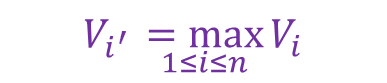 V_{i'} = \max_{1≤i≤n} V_i